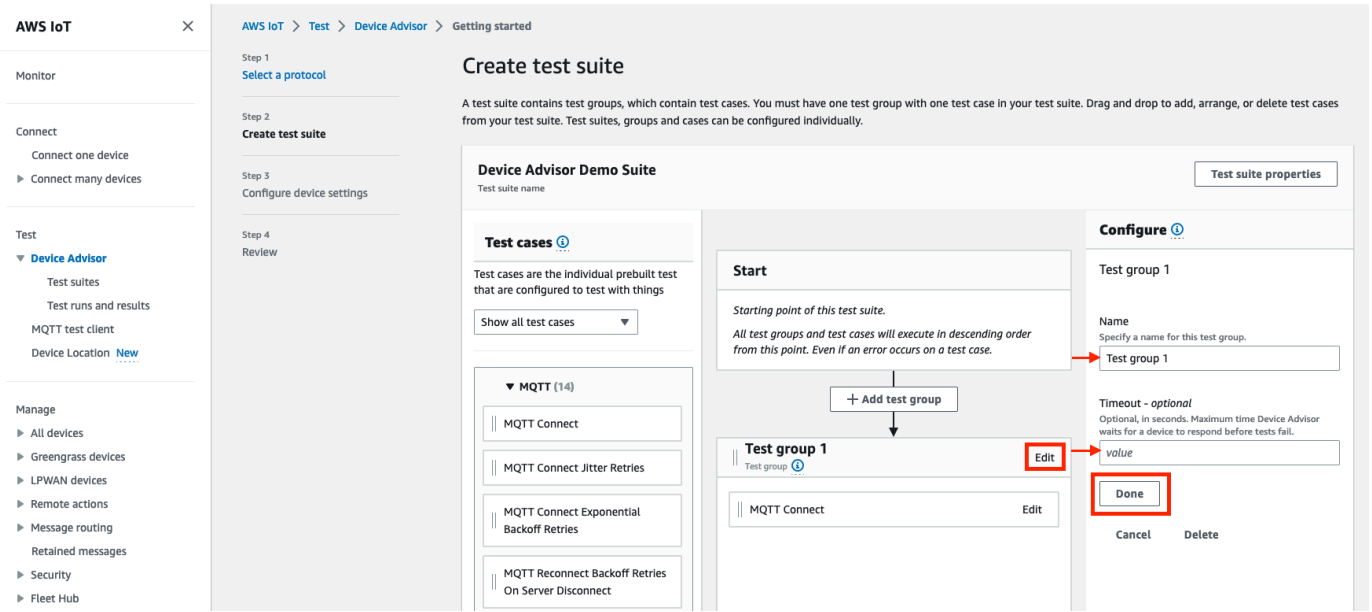 AWS IoT
Monitor
Connect
Connect one device
Connect many devices
Test
Device Advisor
Test suites
Test runs and results
MQTT test client
Device Location New
Manage
All devices
Greengrass devices
LPWAN devices
Remote actions
Message routing
Retained messages
Security
Fleet Hub
AWS IoT > Test > Device Advisor > Getting started
Step 1
Select a protocol
Step 2
Create test suite
Step 3
Configure device settings
Step 4
Review
Create test suite
A test suite contains test groups, which contain test cases. You must have one test group with one test case in your test suite. Drag and drop to add, arrange, or delete test cases
from your test suite. Test suites, groups and cases can be configured individually.
Device Advisor Demo Suite
Test suite name
Test suite properties
Test cases
Test cases are the individual prebuilt test
that are configured to test with things
Show all test cases
MQTT (14)
MQTT Connect
MQTT Connect Jitter Retries
MQTT Connect Exponential
Backoff Retries
MQTT Reconnect Backoff Retries
On Server Disconnect
Start
Starting point of this test suite.
All test groups and test cases will execute in descending order
from this point. Even if an error occurs on a test case.
+ Add test group
Test group 1
Edit
Test group
MQTT Connect
Edit
Configure
Test group 1
Name
Specify a name for this test group.
Test group 1
Timeout - optional
Optional, in seconds. Maximum time Device Advisor
waits for a device to respond before tests fail.
value
Done
Cancel
Delete